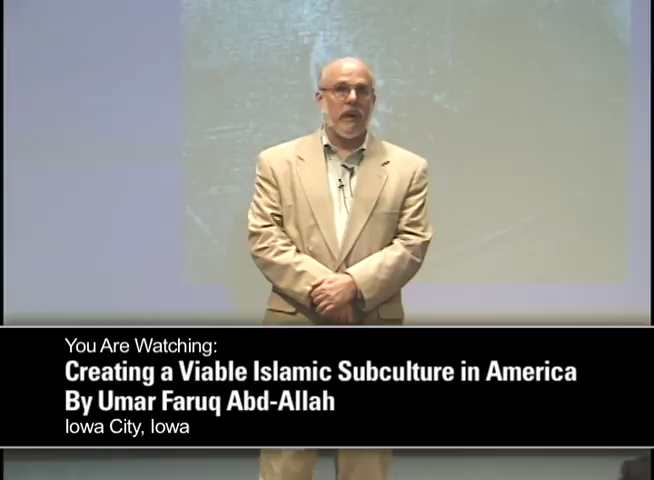 You Are Watching:
Creating a Viable Islamic Subculture in America
By Umar Faruq Abd-Allah
Iowa City, Iowa